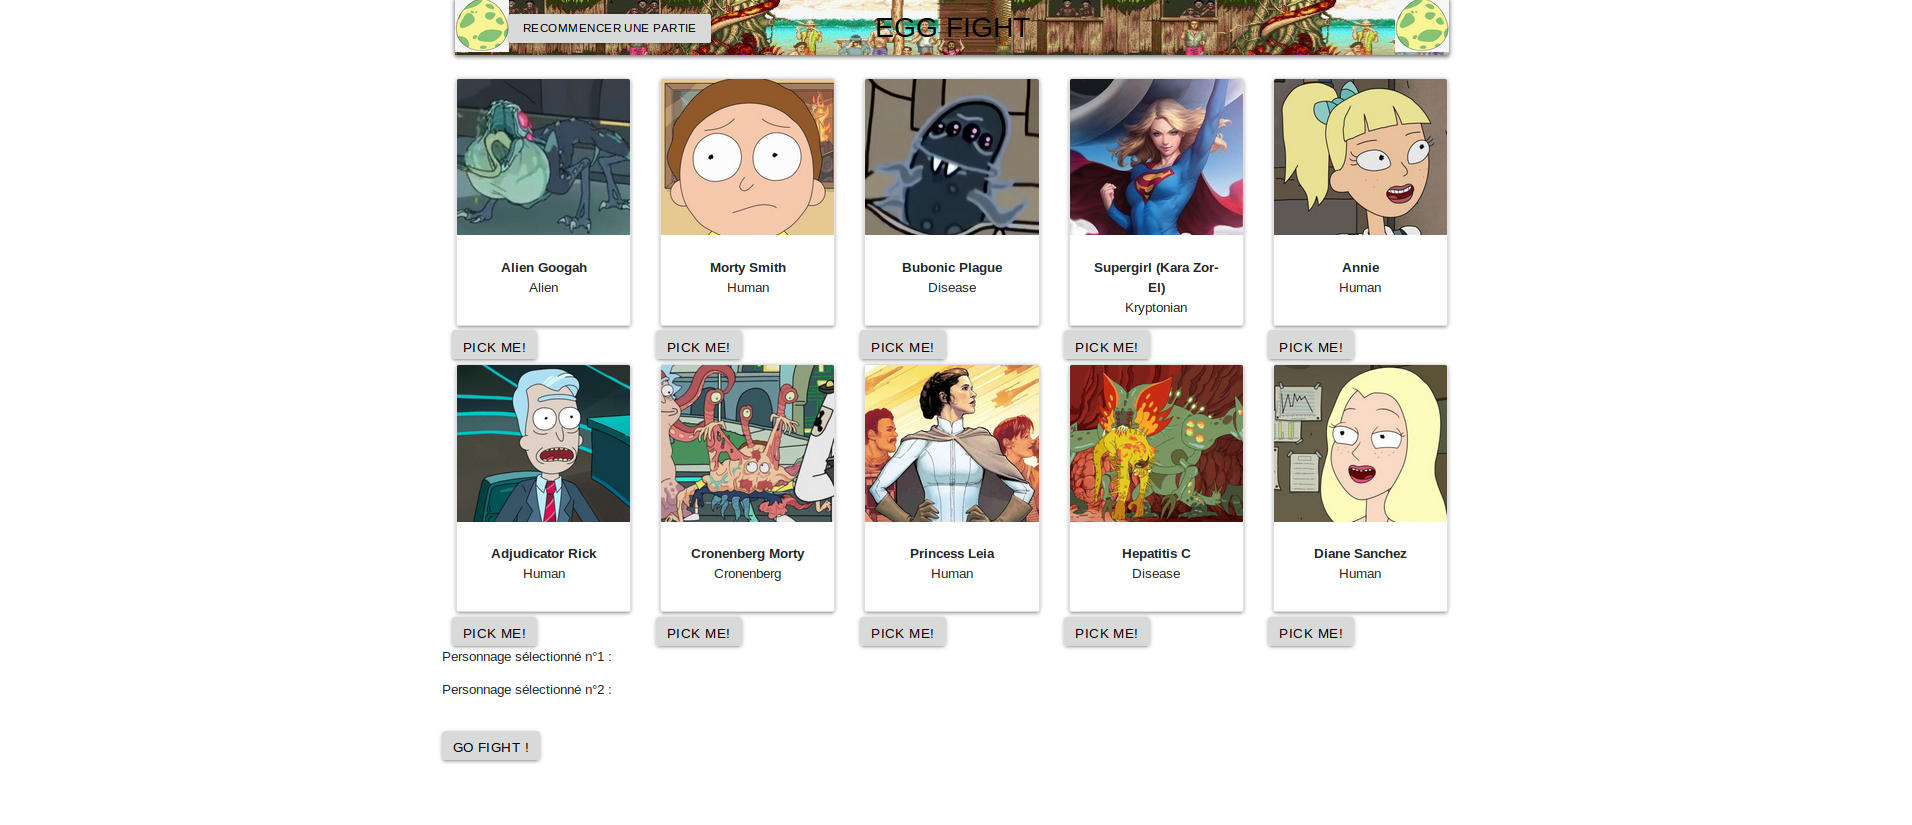 RECOMMENCER UNE PARTIE
EGG FIGHT
Alien Googah
Alien
Morty Smith
Human
Bubonic Plague
Disease
Supergirl (Kara Zor-
El)
Kryptonian
Annie
Human
PICK ME!
PICK ME!
PICK ME!
PICK ME!
PICK ME!
Adjudicator Rick
Human
Cronenberg Morty
Cronenberg
Princess Leia
Human
Hepatitis C
Disease
Diane Sanchez
Human
PICK ME!
PICK ME!
PICK ME!
PICK ME!
PICK ME!
Personnage sélectionné n°1 :
Personnage sélectionné n°2 :
GO FIGHT !